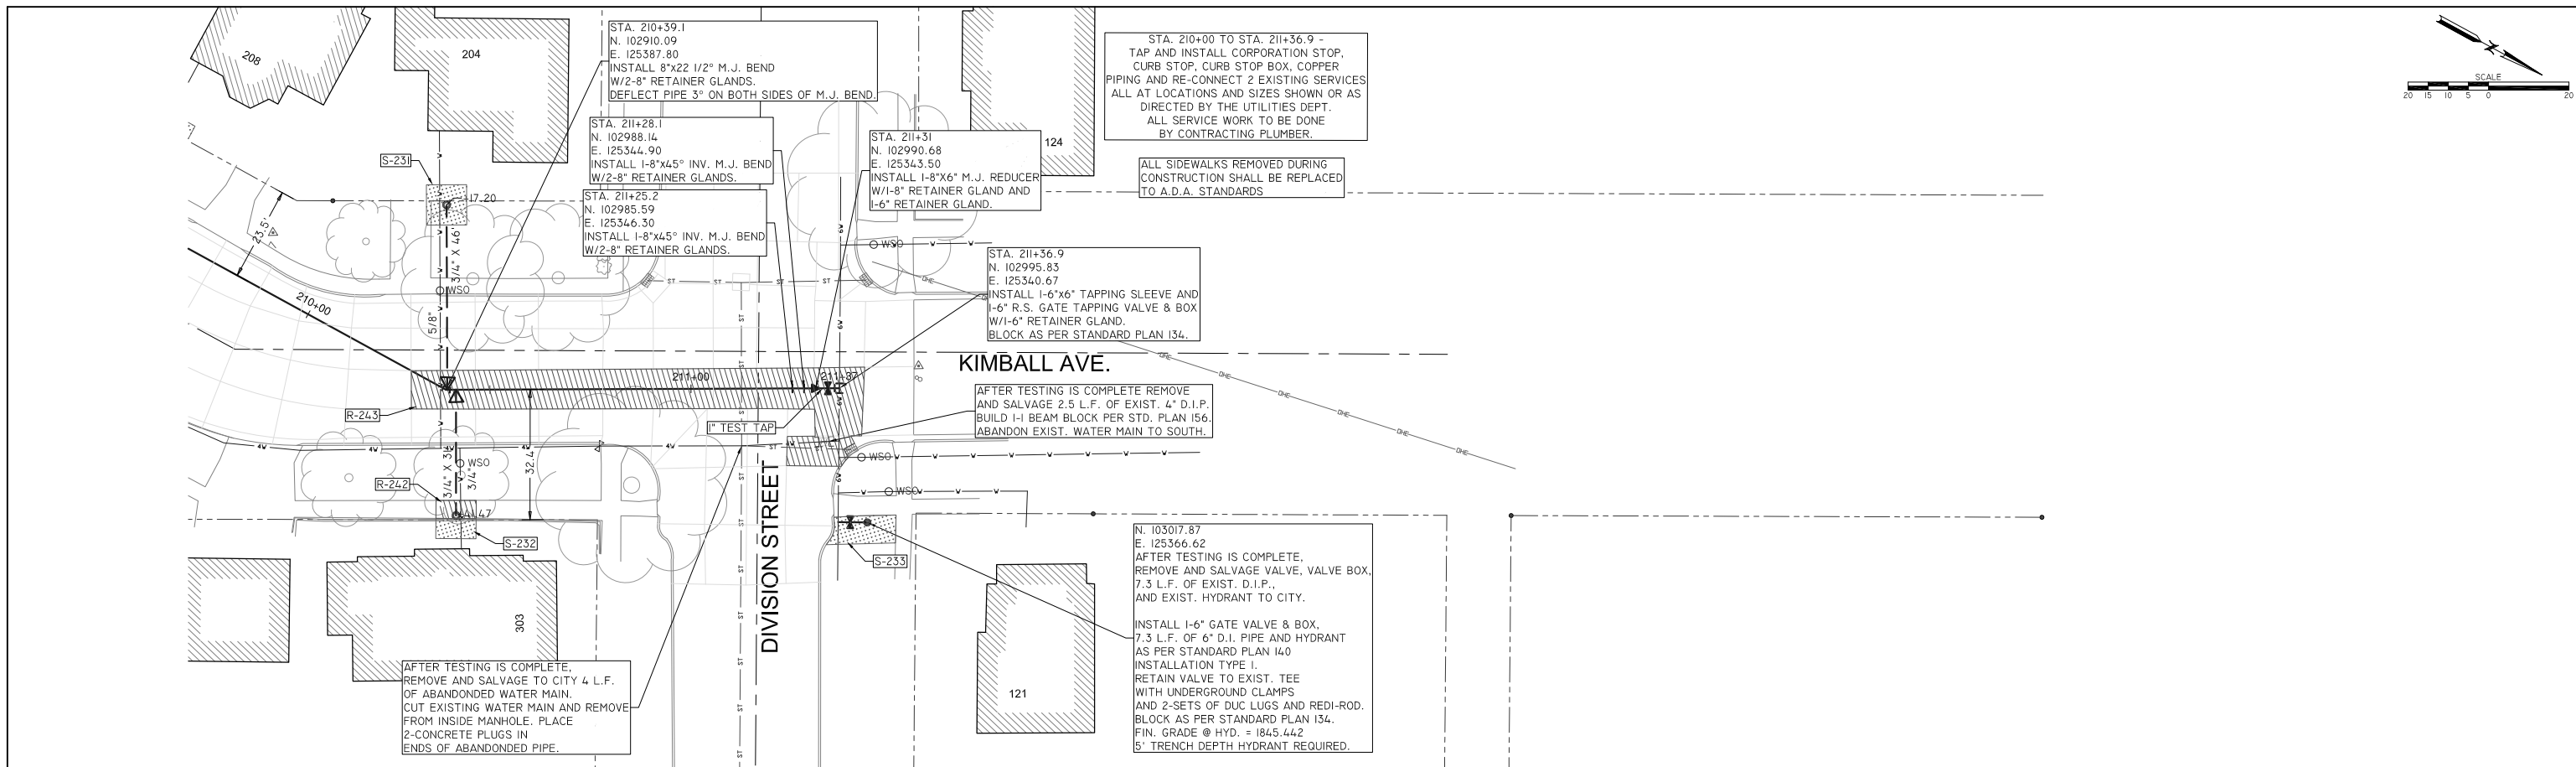 STA. 210+39.1
N. 102910.09
E. 125387.80
INSTALL 8"x22 1/2° M.J. BEND
W/2-8" RETAINER GLANDS.
DEFLECT PIPE 3° ON BOTH SIDES OF M.J. BEND.
STA. 210+00 TO STA. 211+36.9 -
TAP AND INSTALL CORPORATION STOP,
CURB STOP, CURB STOP BOX, COPPER
PIPING AND RE-CONNECT 2 EXISTING SERVICES
ALL AT LOCATIONS AND SIZES SHOWN OR AS
DIRECTED BY THE UTILITIES DEPT.
ALL SERVICE WORK TO BE DONE
BY CONTRACTING PLUMBER.
SCALE
20 15 10 5 0 20
208
204
124
STA. 211+28.1
N. 102988.14
E. 125344.90
INSTALL 1-8"x45° INV. M.J. BEND
W/2-8" RETAINER GLANDS.
STA. 211+31
N. 102990.68
E. 125343.50
INSTALL 1-8"X6" M.J. REDUCER
W/1-8" RETAINER GLAND AND
1-6" RETAINER GLAND.
ALL SIDEWALKS REMOVED DURING
CONSTRUCTION SHALL BE REPLACED
TO A.D.A. STANDARDS
S-231
17.20
STA. 211+25.2
N. 102985.59
E. 125346.30
INSTALL 1-8"x45° INV. M.J. BEND
W/2-8" RETAINER GLANDS.
23.5'
7
3/4" X 46'
WSO
WSO
5/8"
210+00
STA. 211+36.9
N. 102995.83
E. 125340.67
INSTALL 1-6"x6" TAPPING SLEEVE AND
1-6" R.S. GATE TAPPING VALVE & BOX
W/1-6" RETAINER GLAND.
BLOCK AS PER STANDARD PLAN 134.
KIMBALL AVE.
211+00
211+37
8
R-243
1" TEST TAP
AFTER TESTING IS COMPLETE REMOVE
AND SALVAGE 2.5 L.F. OF EXIST. 4" D.I.P.
BUILD 1-I BEAM BLOCK PER STD. PLAN 156.
ABANDON EXIST. WATER MAIN TO SOUTH.
WSO
3/4"
WSO
WSO
R-242
S-232
S-233
DIVISION STREET
303
121
N. 103017.87
E. 125366.62
AFTER TESTING IS COMPLETE,
REMOVE AND SALVAGE VALVE, VALVE BOX,
7.3 L.F. OF EXIST. D.I.P.,
AND EXIST. HYDRANT TO CITY.
INSTALL 1-6" GATE VALVE & BOX,
7.3 L.F. OF 6" D.I. PIPE AND HYDRANT
AS PER STANDARD PLAN 140
INSTALLATION TYPE 1.
RETAIN VALVE TO EXIST. TEE
WITH UNDERGROUND CLAMPS
AND 2-SETS OF DUC LUGS AND REDI-ROD.
BLOCK AS PER STANDARD PLAN 134.
FIN. GRADE @ HYD. = 1845.442
5' TRENCH DEPTH HYDRANT REQUIRED.
AFTER TESTING IS COMPLETE,
REMOVE AND SALVAGE TO CITY 4 L.F.
OF ABANDONDED WATER MAIN.
CUT EXISTING WATER MAIN AND REMOVE
FROM INSIDE MANHOLE. PLACE
2-CONCRETE PLUGS IN
ENDS OF ABANDONDED PIPE.